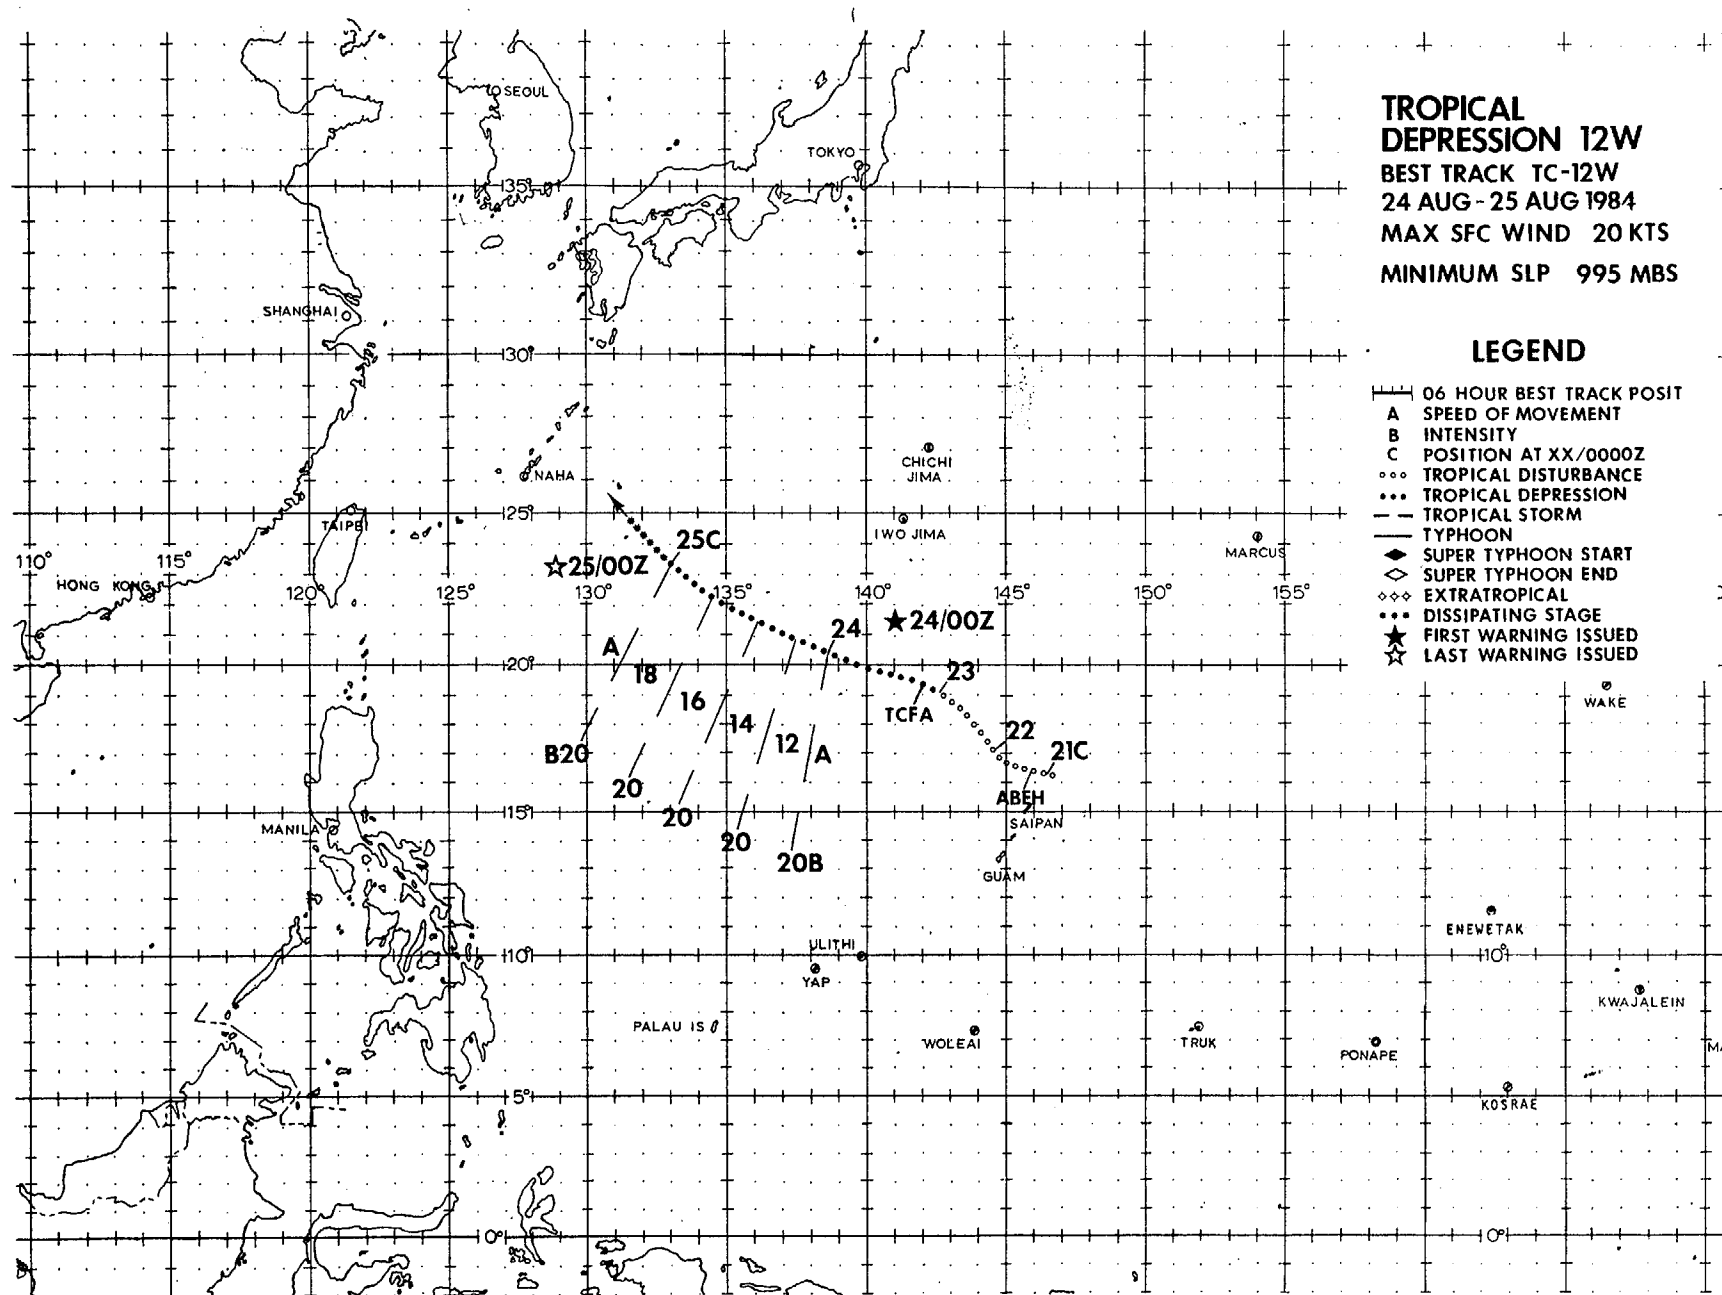 TROPICAL
DEPRESSION 12W
BEST TRACK TC-12W
24 AUG-25 AUG 1984
MAX SFC WIND 20 KTS
MINIMUM SLP 995 MBS
LEGEND
06 HOUR BEST TRACK POSIT
A SPEED OF MOVEMENT
B INTENSITY
C POSITION AT XX/0000Z
TROPICAL DISTURBANCE
TROPICAL DEPRESSION
TROPICAL STORM
TYPHOON
SUPER TYPHOON START
SUPER TYPHOON END
EXTRATROPICAL
DISSIPATING STAGE
FIRST WARNING ISSUED
LAST WARNING ISSUED
SEOUL
TOKYO
35°
SHANGHAI
30°
CHICHI
JIMA
NAHA
25°
TAIPEI
IWO JIMA
MARCUS
25C
110°
115°
25/00Z
HONG KONG
120°
125°
130°
135°
140°
145°
150°
155°
24/00Z
24
A
20°
18
23
16
TCFA
WAKE
14
22
12
A
B20
21C
20
ABEH
15°
20
SAIPAN
MANILA
20
20B
GUAM
ENEWETAK
ULITHI
10°
10°
YAP
KWAJALEIN
PALAU IS
WOLEAI
TRUK
PONAPE
5°
KOSRAE
0°
0°